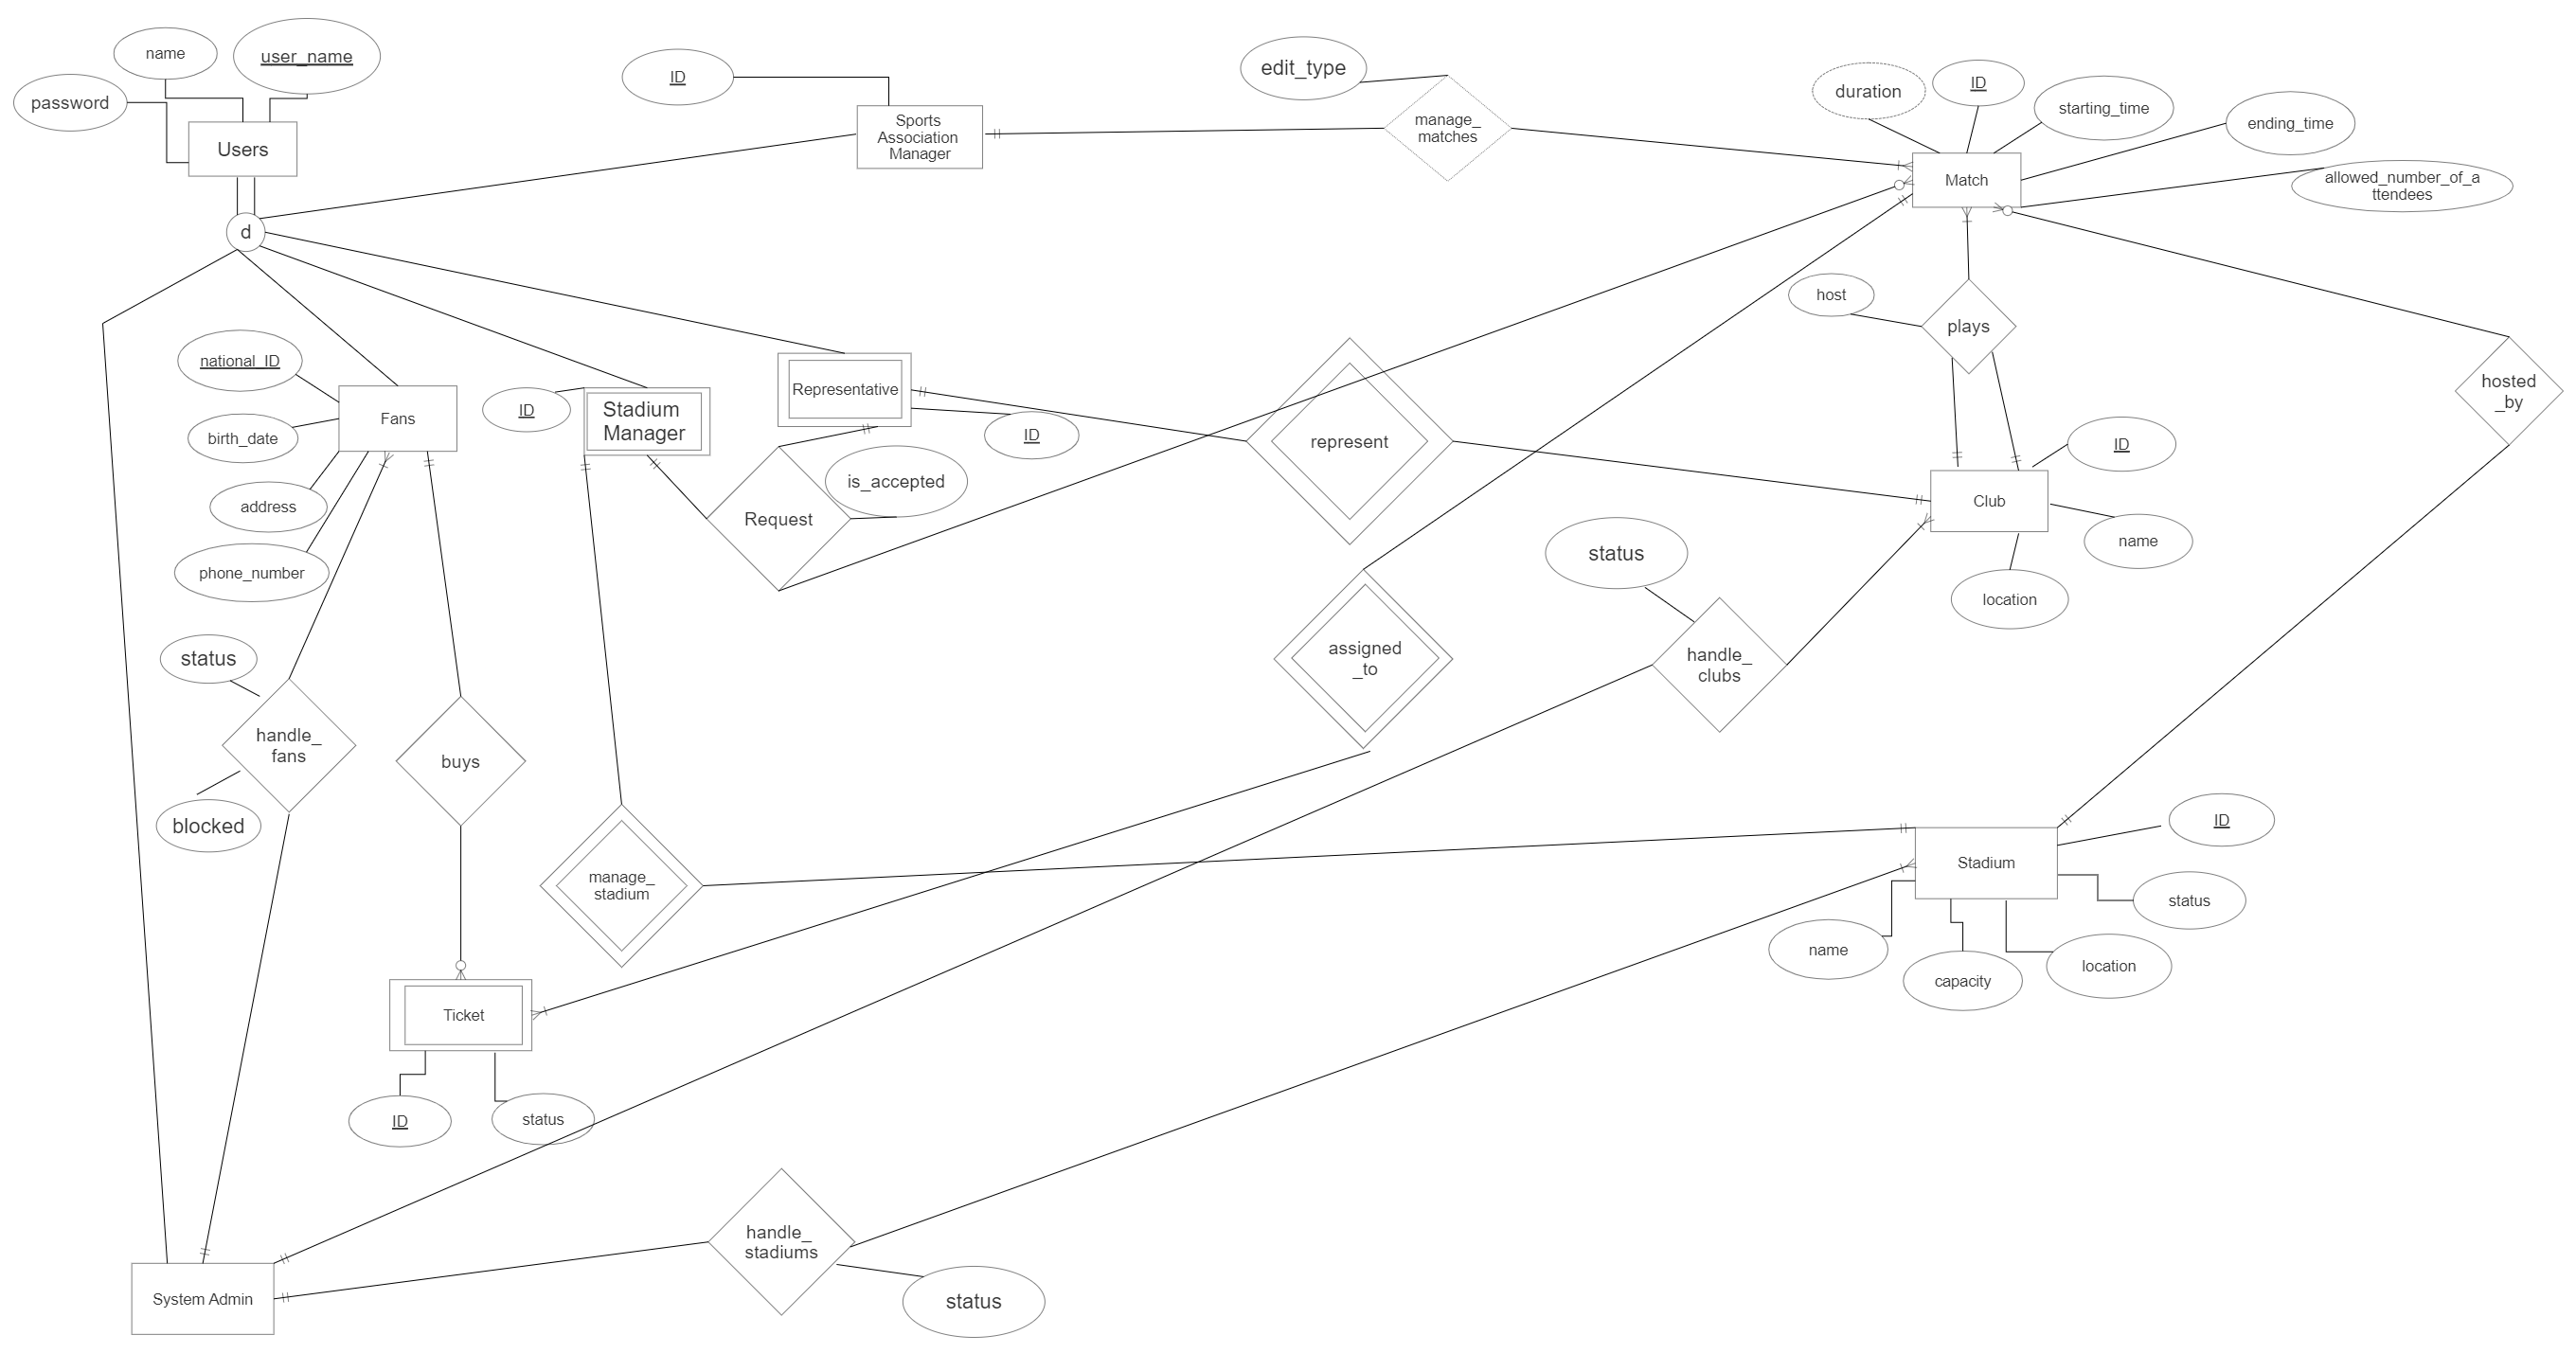 name
user_name
password
Users
ID
Sports
Association
Manager
edit_type
manage_
matches
duration
ID
starting_time
ending_time
allowed_number_of_a
ttendees
Match
d
host
plays
hosted
_by
national_ID
birth_date
address
phone_number
Fans
ID
Stadium
Manager
Representative
ID
is_accepted
Request
represent
ID
Club
name
location
status
handle_
clubs
assigned
_to
status
handle_
fans
blocked
buys
manage_
stadium
Stadium
ID
status
name
capacity
location
Ticket
ID
status
handle_
stadiums
status
System Admin